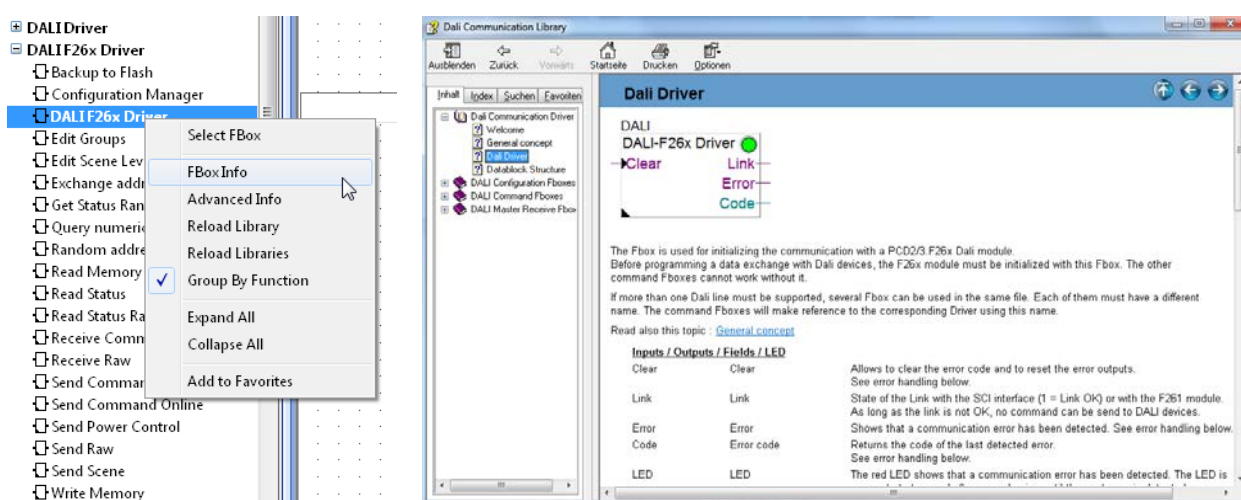 DALI Driver
DALI F26x Driver
Backup to Flash
Configuration Manager
DALI F26x Driver
Edit Groups
Edit Scene Lev
Exchange addr
Get Status Ran
Query numeri
Random addre
Read Memory
Read Status
Read Status Ra
Receive Comm
Receive Raw
Send Comman
Send Command Online
Send Power Control
Send Raw
Send Scene
Write Memory
Select FBox
FBox Info
Advanced Info
Reload Library
Reload Libraries
Group By Function
Expand All
Collapse All
Add to Favorites
Dali Communication Library
Ausblenden Zurück Vorwärts Startseite Drucken Optionen
Inhalt Index Suchen Favoriten
Dali Communication Driver
Welcome
General concept
Dali Driver
Datablock Structure
DALI Configuration Fboxes
DALI Command Fboxes
DALI Master Receive Fbox
Dali Driver
DALI
DALI-F26x Driver
Clear Link
Error
Code
The Fbox is used for initializing the communication with a PCD2/3.F26x Dali module.
Before programming a data exchange with Dali devices, the F26x module must be initialized with this Fbox. The other
command Fboxes cannot work without it.
If more than one Dali line must be supported, several Fbox can be used in the same file. Each of them must have a different
name. The command Fboxes will make reference to the corresponding Driver using this name.
Read also this topic : General concept
Inputs / Outputs / Fields / LED
Clear Clear Allows to clear the error code and to reset the error outputs.
See error handling below.
Link Link State of the Link with the SCI interface (1 = Link OK) or with the F261 module.
As long as the link is not OK, no command can be send to DALI devices.
Error Error Shows that a communication error has been detected. See error handling below.
Code Error code Returns the code of the last detected error.
See error handling below.
LED LED The red LED shows that a communication error has been detected. The LED is